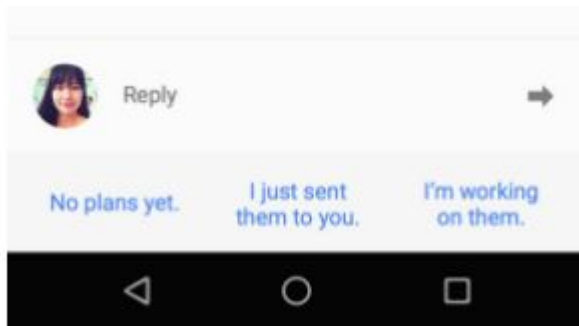 Reply
No plans yet.
I just sent
them to you.
I'm working
on them.